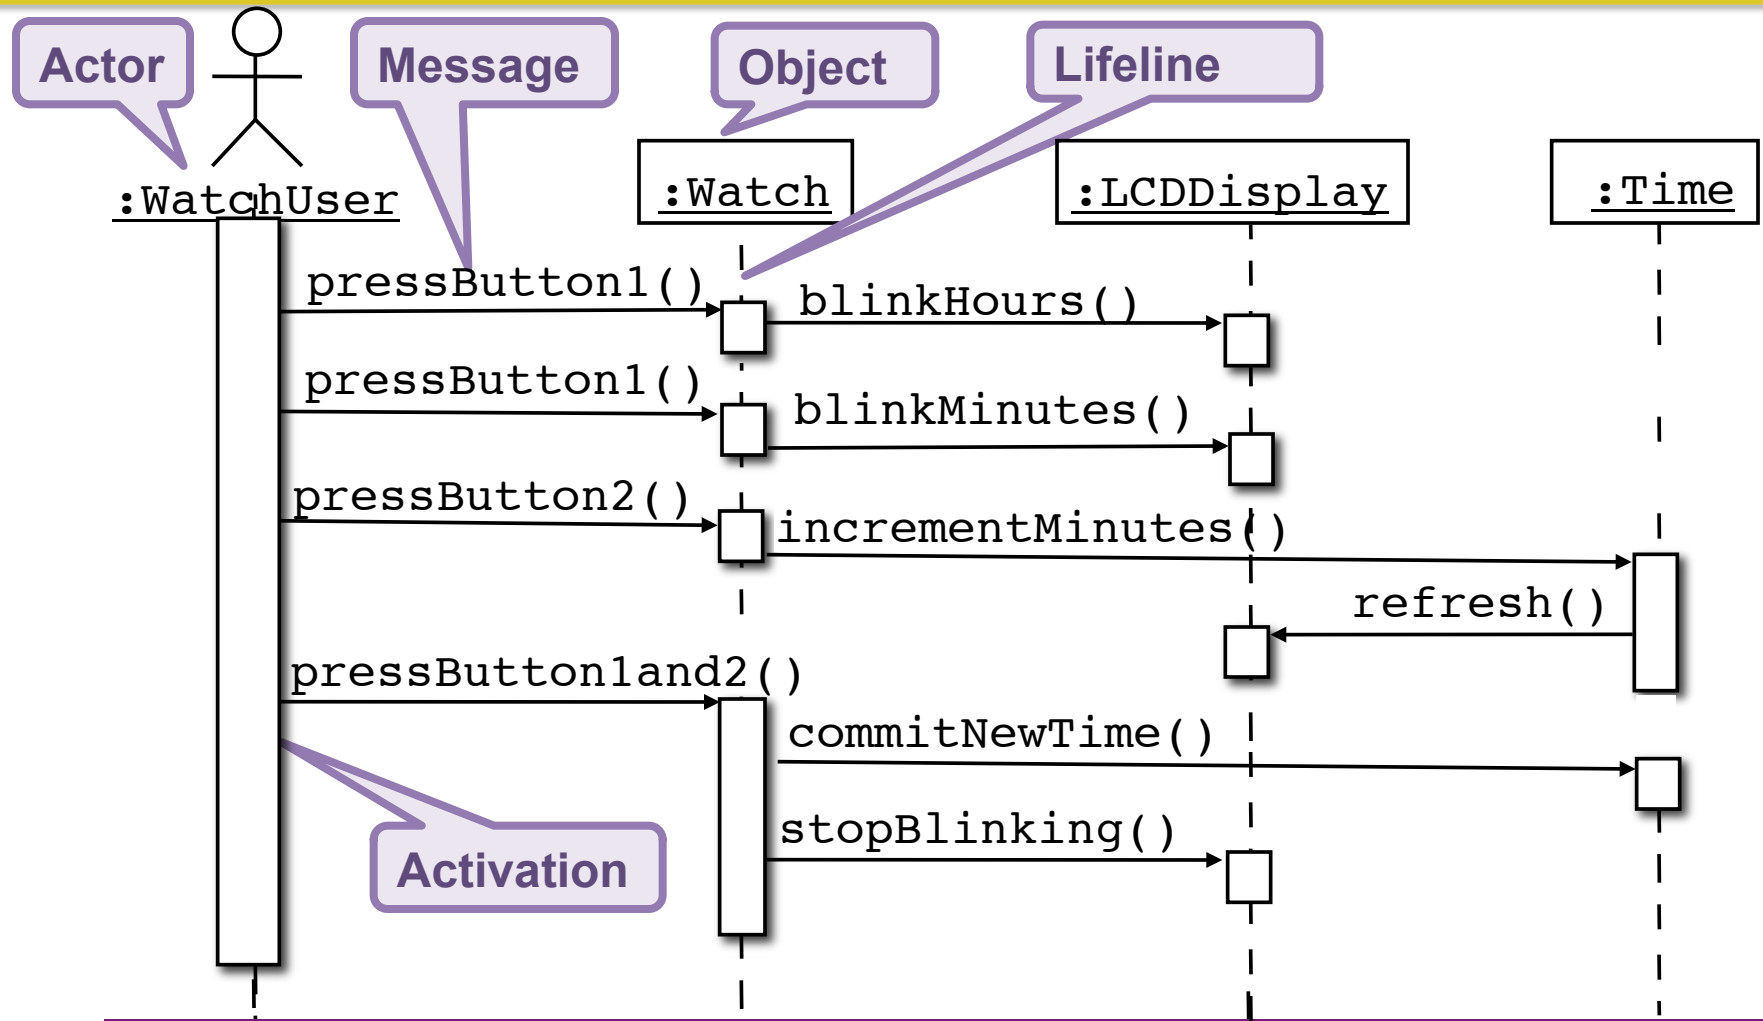 Actor
Message
Object
Lifeline
:WatchUser
:Watch
:LCDDisplay
:Time
pressButton1()
blinkHours()
pressButton1()
blinkMinutes()
pressButton2()
incrementMinutes()
refresh()
pressButton1and2()
commitNewTime()
stopBlinking()
Activation